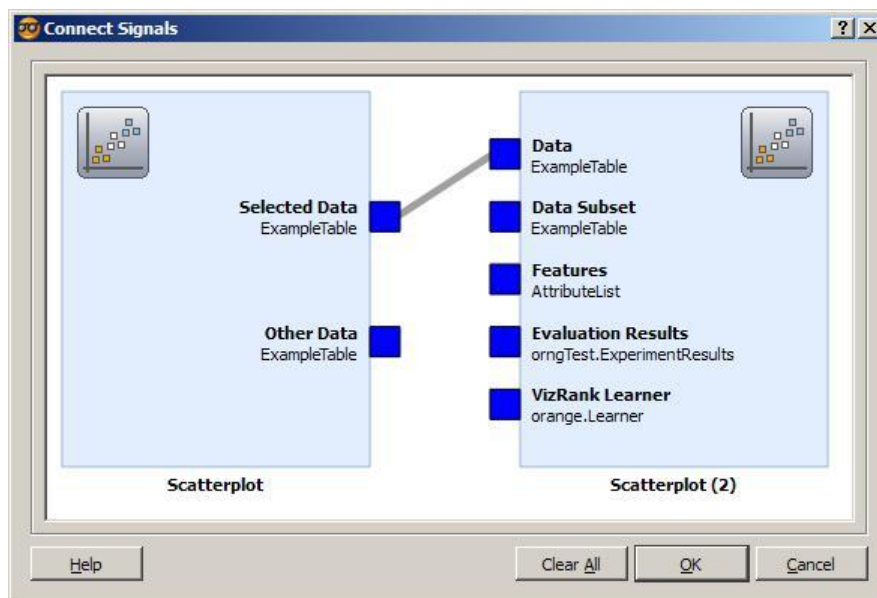 Connect Signals
Selected Data
ExampleTable
Other Data
ExampleTable
Scatterplot
Data
ExampleTable
Data Subset
ExampleTable
Features
AttributeList
Evaluation Results
orngTest.ExperimentResults
VizRank Learner
orange.Learner
Scatterplot (2)
Help
Clear All
OK
Cancel